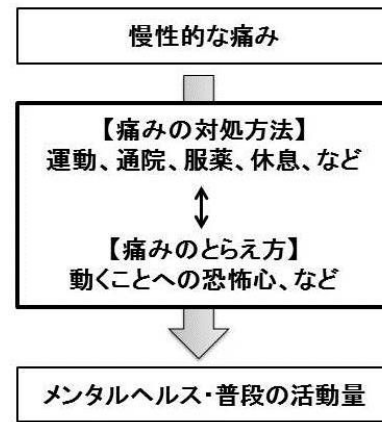 慢性的な痛み
【痛みの対処方法】
運動、通院、服薬、休息、など
【痛みのとらえ方】
動くことへの恐怖心、など
メンタルヘルス・普段の活動量